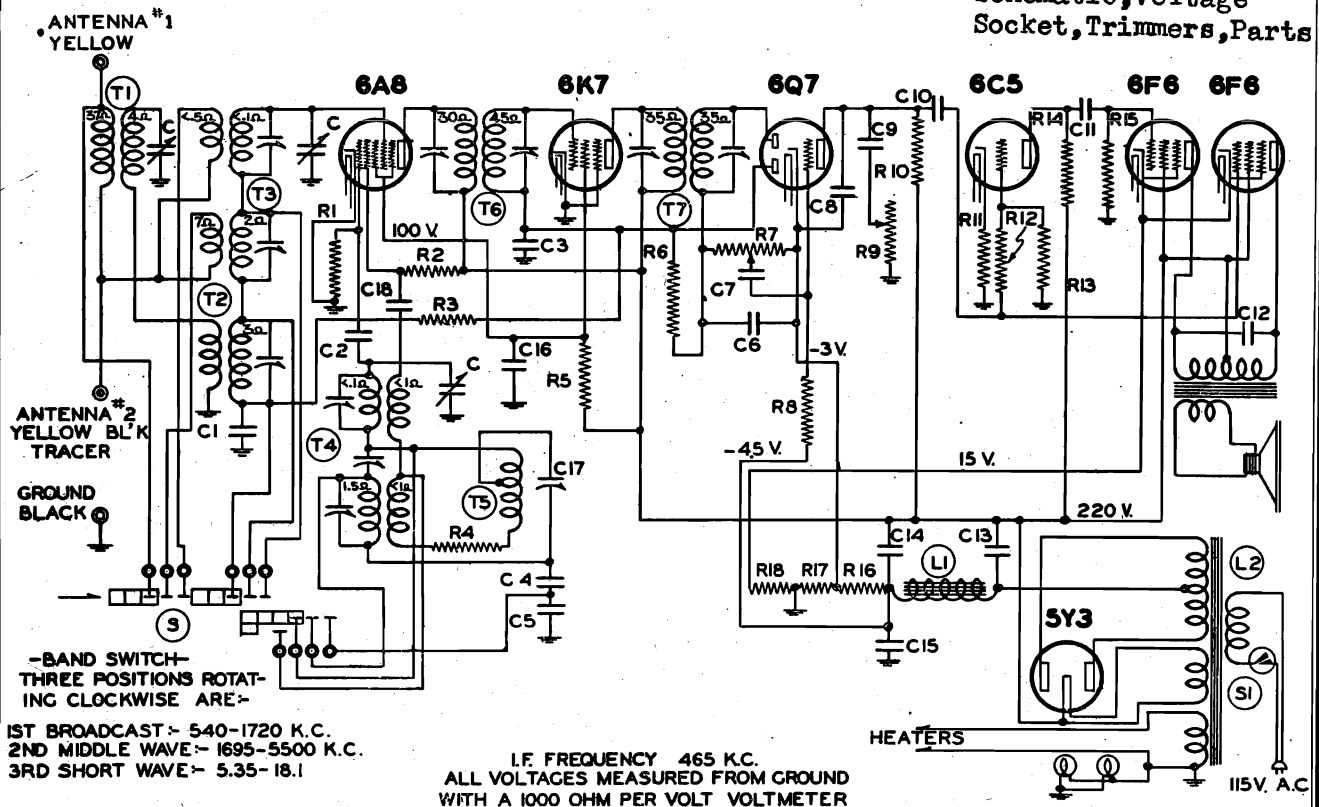 Socket,Trimmers,Parts
ANTENNA #1
YELLOW
6A8
6K7
6Q7
6C5
6F6
6F6
T1
37Ω
4Ω
C
<.5Ω
<.1Ω
C
30Ω
45Ω
35Ω
35Ω
C9
C10
R10
R14
C11
R15
T3
T6
T7
C8
R1
7Ω
2Ω
100 V.
C3
R2
R6
R7
R9
R11
R12
R13
C18
C7
T2
R3
3Ω
C2
C16
C6
-3 V.
C12
C
R5
<.1Ω
<1Ω
ANTENNA #2
YELLOW BL'K
TRACER
C1
R8
T4
-4.5 V.
C17
15 V.
GROUND
BLACK
1.5Ω
<1Ω
T5
220 V.
R4
C14
C13
L1
L2
R18
R17
R16
C4
C5
S
5Y3
C15
S1
-BAND SWITCH-
THREE POSITIONS ROTAT-
ING CLOCKWISE ARE:-
1ST BROADCAST:- 540-1720 K.C.
2ND MIDDLE WAVE:- 1695-5500 K.C.
3RD SHORT WAVE:- 5.35-18.1
HEATERS
I.F. FREQUENCY 465 K.C.
ALL VOLTAGES MEASURED FROM GROUND
WITH A 1000 OHM PER VOLT VOLTMETER
115V. A.C.